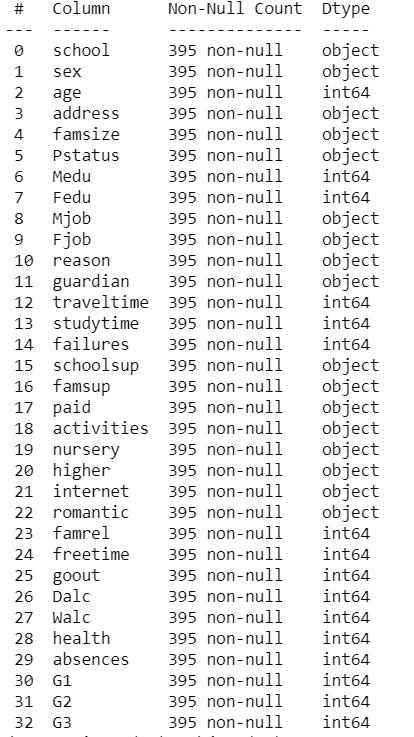 #   Column      Non-Null Count  Dtype
--- ------      --------------  -----
0   school      395 non-null    object
1   sex         395 non-null    object
2   age         395 non-null    int64
3   address     395 non-null    object
4   famsize     395 non-null    object
5   Pstatus     395 non-null    object
6   Medu        395 non-null    int64
7   Fedu        395 non-null    int64
8   Mjob        395 non-null    object
9   Fjob        395 non-null    object
10  reason      395 non-null    object
11  guardian    395 non-null    object
12  traveltime  395 non-null    int64
13  studytime   395 non-null    int64
14  failures    395 non-null    int64
15  schoolsup   395 non-null    object
16  famsup      395 non-null    object
17  paid        395 non-null    object
18  activities  395 non-null    object
19  nursery     395 non-null    object
20  higher      395 non-null    object
21  internet    395 non-null    object
22  romantic    395 non-null    object
23  famrel      395 non-null    int64
24  freetime    395 non-null    int64
25  goout       395 non-null    int64
26  Dalc        395 non-null    int64
27  Walc        395 non-null    int64
28  health      395 non-null    int64
29  absences    395 non-null    int64
30  G1          395 non-null    int64
31  G2          395 non-null    int64
32  G3          395 non-null    int64